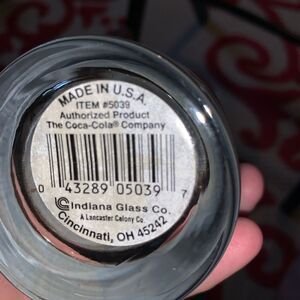 MADE IN U.S.A.
ITEM #5039
Authorized Product
The Coca-Cola® Company
0 43289 05039 7
Indiana Glass Co.
A Lancaster Colony Co.
Cincinnati, OH 45242